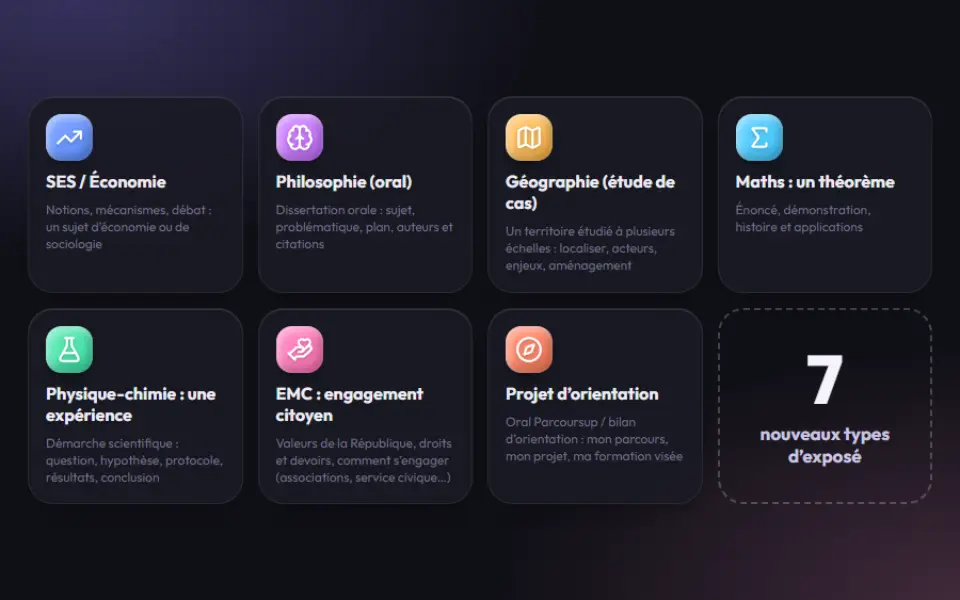 SES / Économie
Notions, mécanismes, débat :
un sujet d'économie ou de
sociologie
Philosophie (oral)
Dissertation orale : sujet,
problématique, plan, auteurs et
citations
Géographie (étude de
cas)
Un territoire étudié à plusieurs
échelles : localiser, acteurs,
enjeux, aménagement
Maths : un théorème
Énoncé, démonstration,
histoire et applications
Physique-chimie : une
expérience
Démarche scientifique :
question, hypothèse, protocole,
résultats, conclusion
EMC : engagement
citoyen
Valeurs de la République, droits
et devoirs, comment s'engager
(associations, service civique...)
Projet d'orientation
Oral Parcoursup / bilan
d'orientation : mon parcours,
mon projet, ma formation visée
7
nouveaux types
d'exposé